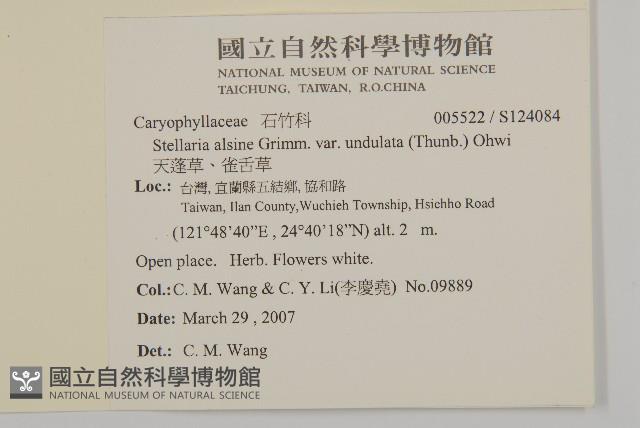 國立自然科學博物館
NATIONAL MUSEUM OF NATURAL SCIENCE
TAICHUNG, TAIWAN, R.O.CHINA
Caryophyllaceae 石竹科 005522 / S124084
Stellaria alsine Grimm. var. undulata (Thunb.) Ohwi
天蓬草、雀舌草
Loc.: 台灣, 宜蘭縣五結鄉, 協和路
Taiwan, Ilan County,Wuchieh Township, Hsichho Road
(121°48'40"E , 24°40'18"N) alt. 2 m.
Open place. Herb. Flowers white.
Col.: C. M. Wang & C. Y. Li(李慶堯) No.09889
Date: March 29 , 2007
Det.: C. M. Wang
國立自然科學博物館
NATIONAL MUSEUM OF NATURAL SCIENCE